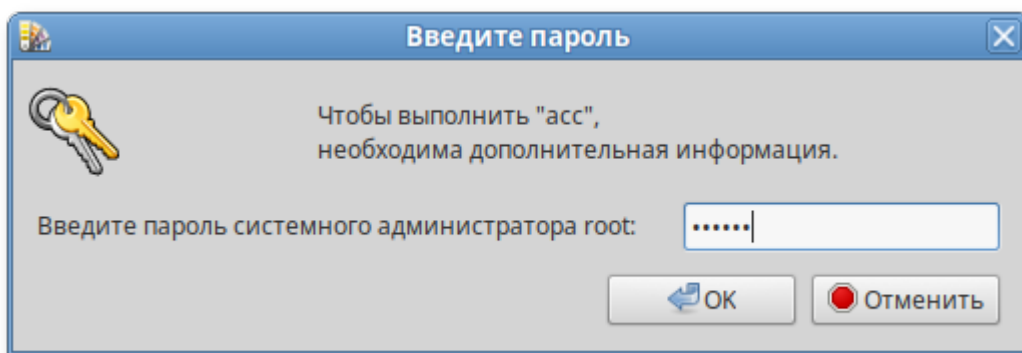 Введите пароль
Чтобы выполнить "acc",
необходима дополнительная информация.
Введите пароль системного администратора root:
••••••
OK
Отменить